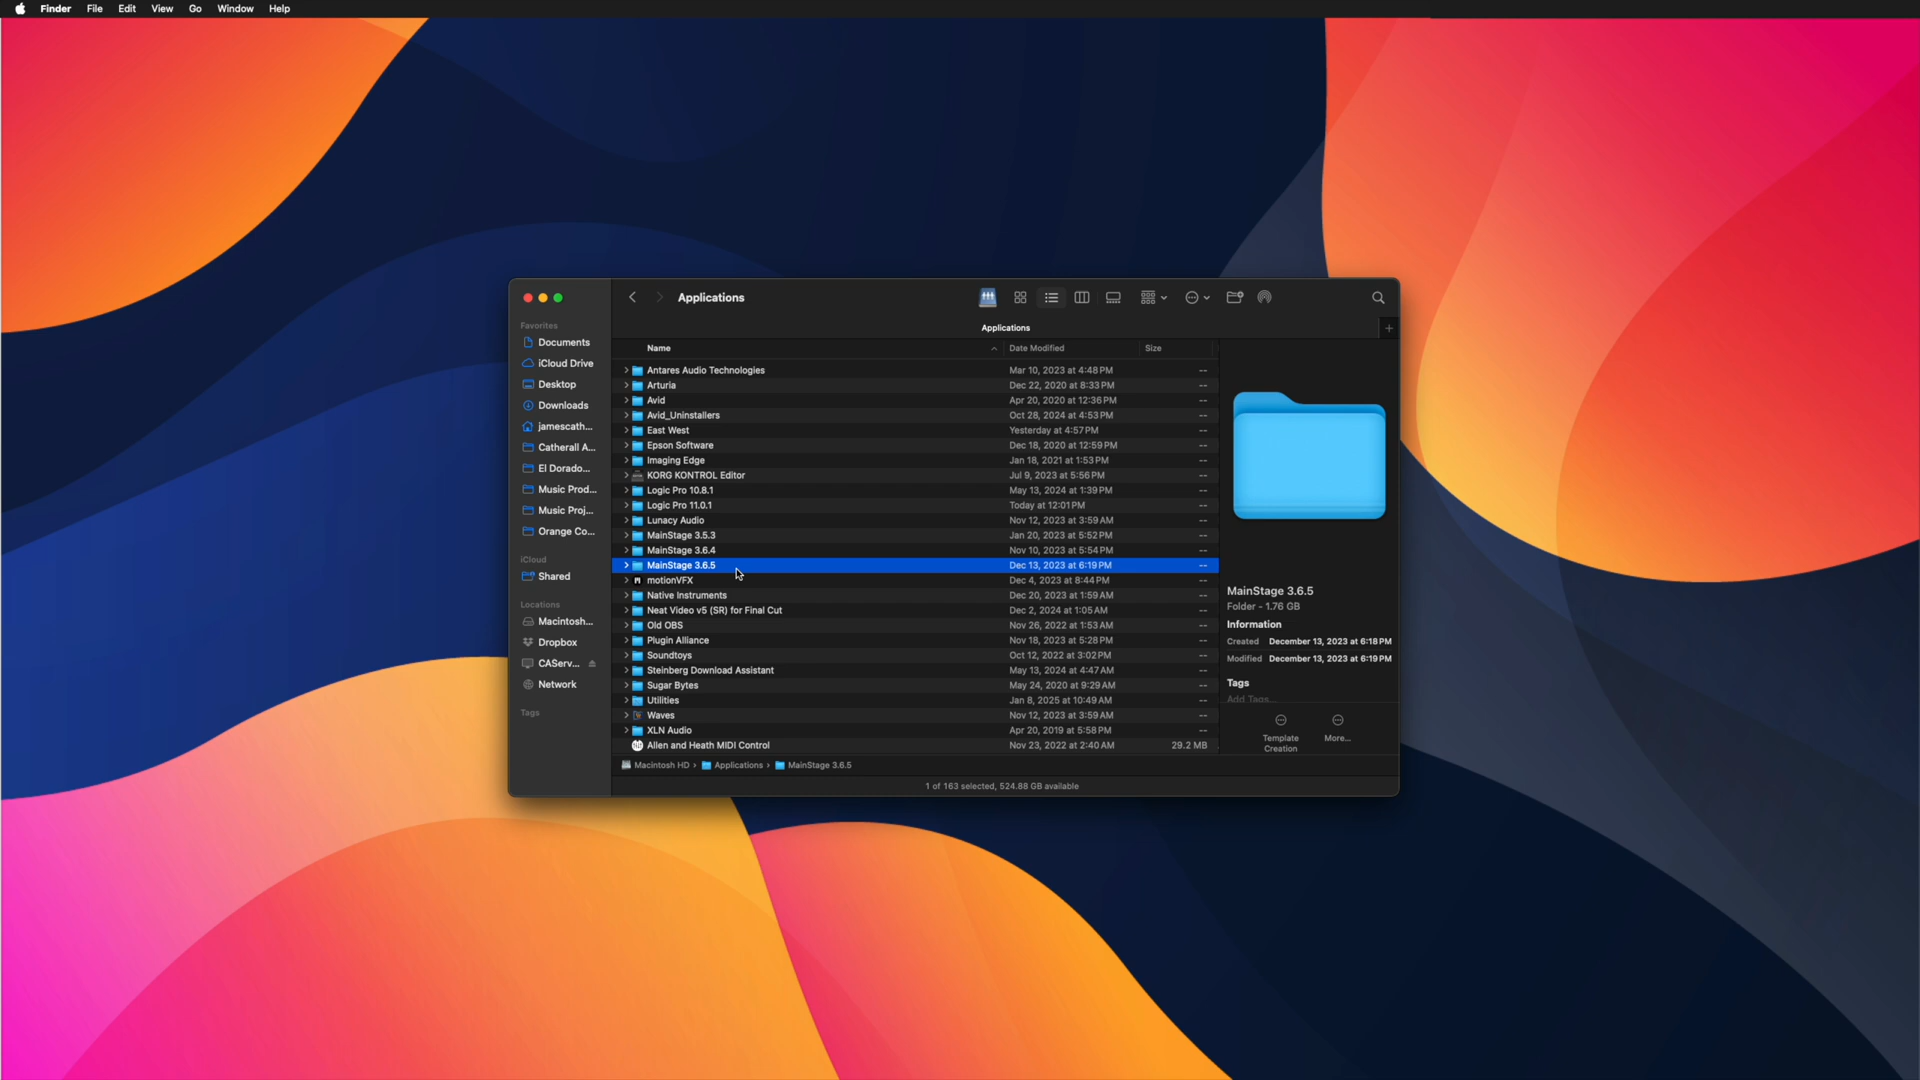 Finder File Edit View Go Window Help
Applications
Applications
Favorites
Documents
iCloud Drive
Desktop
Downloads
jamescath...
Catherall A...
El Dorado...
Music Prod...
Music Proj...
Orange Co...
iCloud
Shared
Locations
Macintosh...
Dropbox
CAServ...
Network
Tags
Name Date Modified Size
Antares Audio Technologies Mar 10, 2023 at 4:48 PM --
Arturia Dec 22, 2020 at 8:33 PM --
Avid Apr 20, 2020 at 12:36 PM --
Avid_Uninstallers Oct 28, 2024 at 4:53 PM --
East West Yesterday at 4:57 PM --
Epson Software Dec 18, 2020 at 12:59 PM --
Imaging Edge Jan 18, 2021 at 1:53 PM --
KORG KONTROL Editor Jul 9, 2023 at 5:56 PM --
Logic Pro 10.8.1 May 13, 2024 at 1:39 PM --
Logic Pro 11.0.1 Today at 12:01 PM --
Lunacy Audio Nov 12, 2023 at 3:59 AM --
MainStage 3.5.3 Jan 20, 2023 at 5:52 PM --
MainStage 3.6.4 Nov 10, 2023 at 5:54 PM --
MainStage 3.6.5 Dec 13, 2023 at 6:19 PM --
motionVFX Dec 4, 2023 at 8:44 PM --
Native Instruments Dec 20, 2023 at 1:59 AM --
Neat Video v5 (SR) for Final Cut Dec 2, 2024 at 1:05 AM --
Old OBS Nov 26, 2022 at 1:53 AM --
Plugin Alliance Nov 18, 2023 at 5:28 PM --
Soundtoys Oct 12, 2022 at 3:02 PM --
Steinberg Download Assistant May 13, 2024 at 4:47 AM --
Sugar Bytes May 24, 2020 at 9:29 AM --
Utilities Jan 8, 2025 at 10:49 AM --
Waves Nov 12, 2023 at 3:59 AM --
XLN Audio Apr 20, 2019 at 5:58 PM --
Allen and Heath MIDI Control Nov 23, 2022 at 2:40 AM 29.2 MB
Macintosh HD › Applications › MainStage 3.6.5
1 of 163 selected, 524.88 GB available
MainStage 3.6.5
Folder - 1.76 GB
Information
Created December 13, 2023 at 6:18 PM
Modified December 13, 2023 at 6:19 PM
Tags
Add Tags...
Template Creation
More...